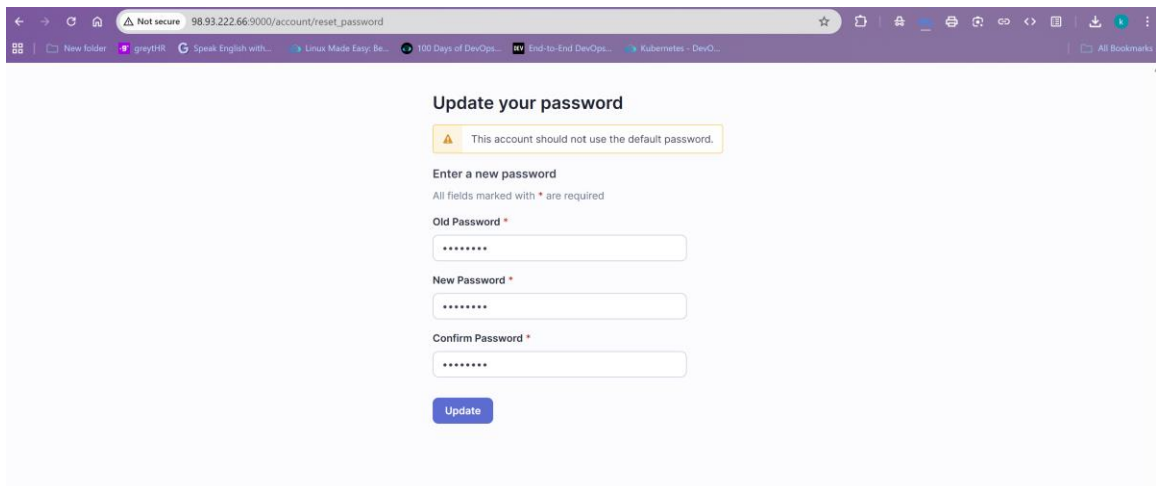 Not secure 98.93.222.66:9000/account/reset_password
New folder greytHR Speak English with... Linux Made Easy: Be... 100 Days of DevOps... DEV End-to-End DevOps... Kubernetes - DevO... All Bookmarks
Update your password
This account should not use the default password.
Enter a new password
All fields marked with * are required
Old Password *
••••••••
New Password *
••••••••
Confirm Password *
••••••••
Update